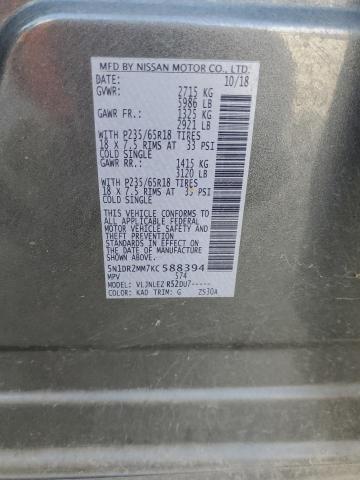 MFD BY NISSAN MOTOR CO., LTD.
DATE: 10/18
GVWR: 2715 KG
5986 LB
GAWR FR.: 1325 KG
2921 LB
WITH P235/65R18 TIRES
18 X 7.5 RIMS AT 33 PSI
COLD SINGLE
GAWR RR.: 1415 KG
3120 LB
WITH P235/65R18 TIRES
18 X 7.5 RIMS AT 35 PSI
COLD SINGLE
THIS VEHICLE CONFORMS TO
ALL APPLICABLE FEDERAL
MOTOR VEHICLE SAFETY
STANDARDS IN EFFECT ON
THE DATE OF MANUFACTURE
SHOWN ABOVE.
5N1DR2MM7KC588394
MPV 574
MODEL: VLJNLEZ R52DU7-----
COLOR: KAD TRIM: G ZS30A